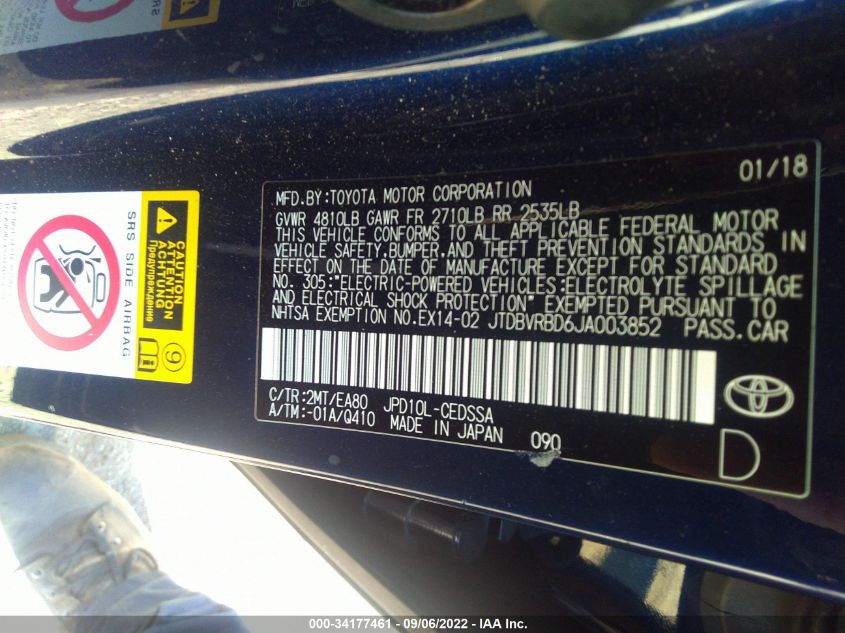 01/18
MFD.BY:TOYOTA MOTOR CORPORATION
GVWR 4810LB GAWR FR 2710LB RR 2535LB
THIS VEHICLE CONFORMS TO ALL APPLICABLE FEDERAL MOTOR
VEHICLE SAFETY,BUMPER,AND THEFT PREVENTION STANDARDS IN
EFFECT ON THE DATE OF MANUFACTURE EXCEPT FOR STANDARD
NO. 305:"ELECTRIC-POWERED VEHICLES:ELECTROLYTE SPILLAGE
AND ELECTRICAL SHOCK PROTECTION" EXEMPTED PURSUANT TO
NHTSA EXEMPTION NO.EX14-02 JTDBVRBD6JA003852 PASS.CAR
C/TR:2MT/EA80 JPD10L-CEDSSA
A/TM:-01A/Q410 MADE IN JAPAN 090
D
SRS SIDE AIRBAG
CAUTION
ATTENTION
ACHTUNG
Предупреждение
9
000-34177461 - 09/06/2022 - IAA Inc.